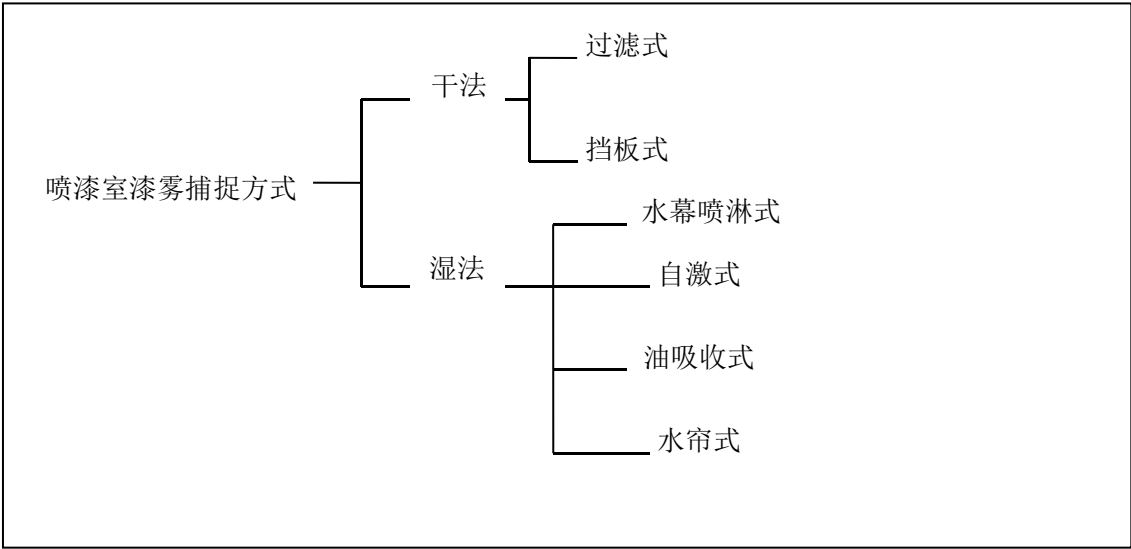 过滤式
干法
挡板式
喷漆室漆雾捕捉方式
水幕喷淋式
湿法
自激式
油吸收式
水帘式